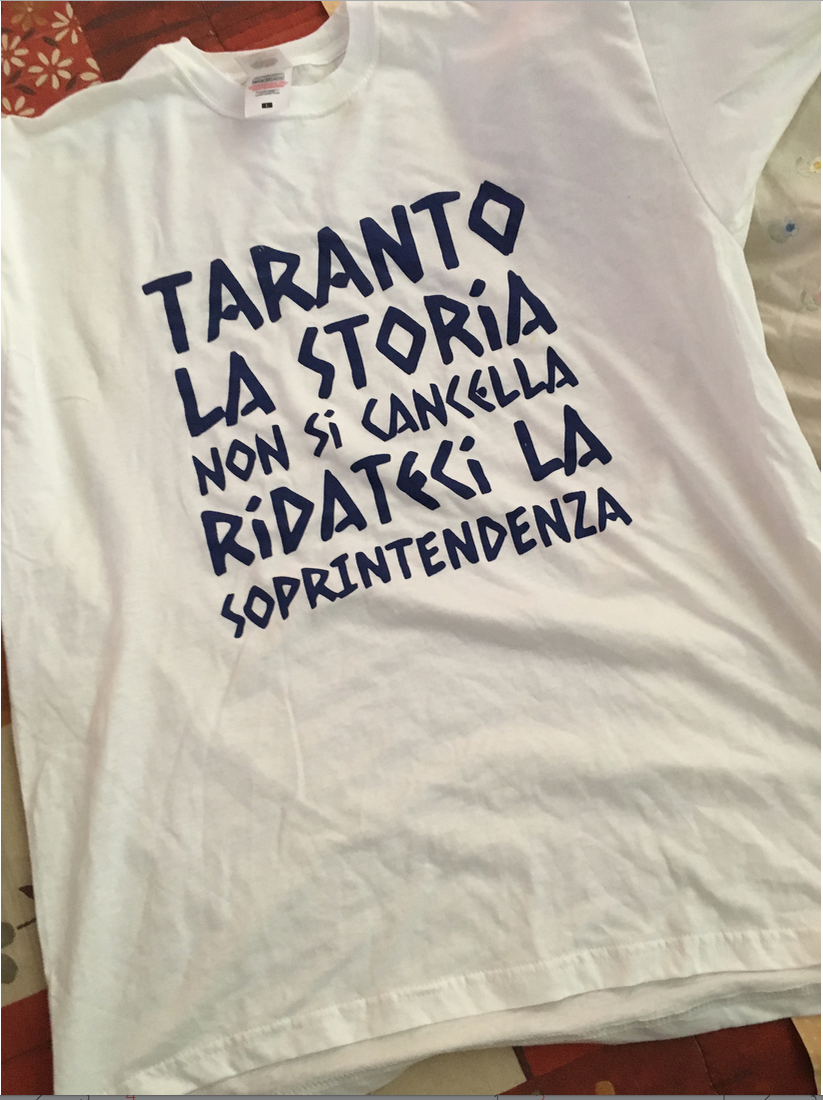 TARANTO
LA STORiA
NON Si CANCELLA
RiDATECi LA
SOPRINTENDENZA
L